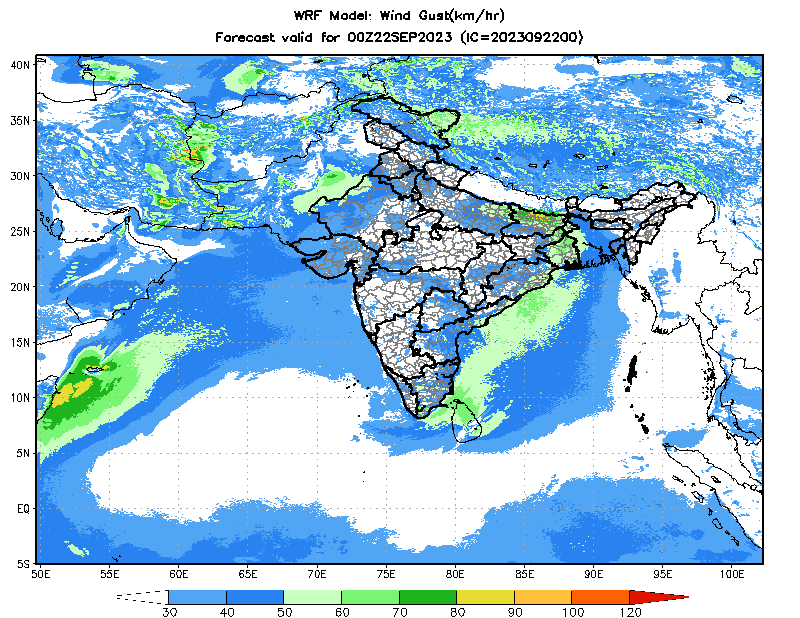 WRF Model: Wind Gust(km/hr)
Forecast valid for 00Z22SEP2023 (IC=2023092200)
40N
35N
30N
25N
20N
15N
10N
5N
EQ
5S
50E 55E 60E 65E 70E 75E 80E 85E 90E 95E 100E
30 40 50 60 70 80 90 100 120